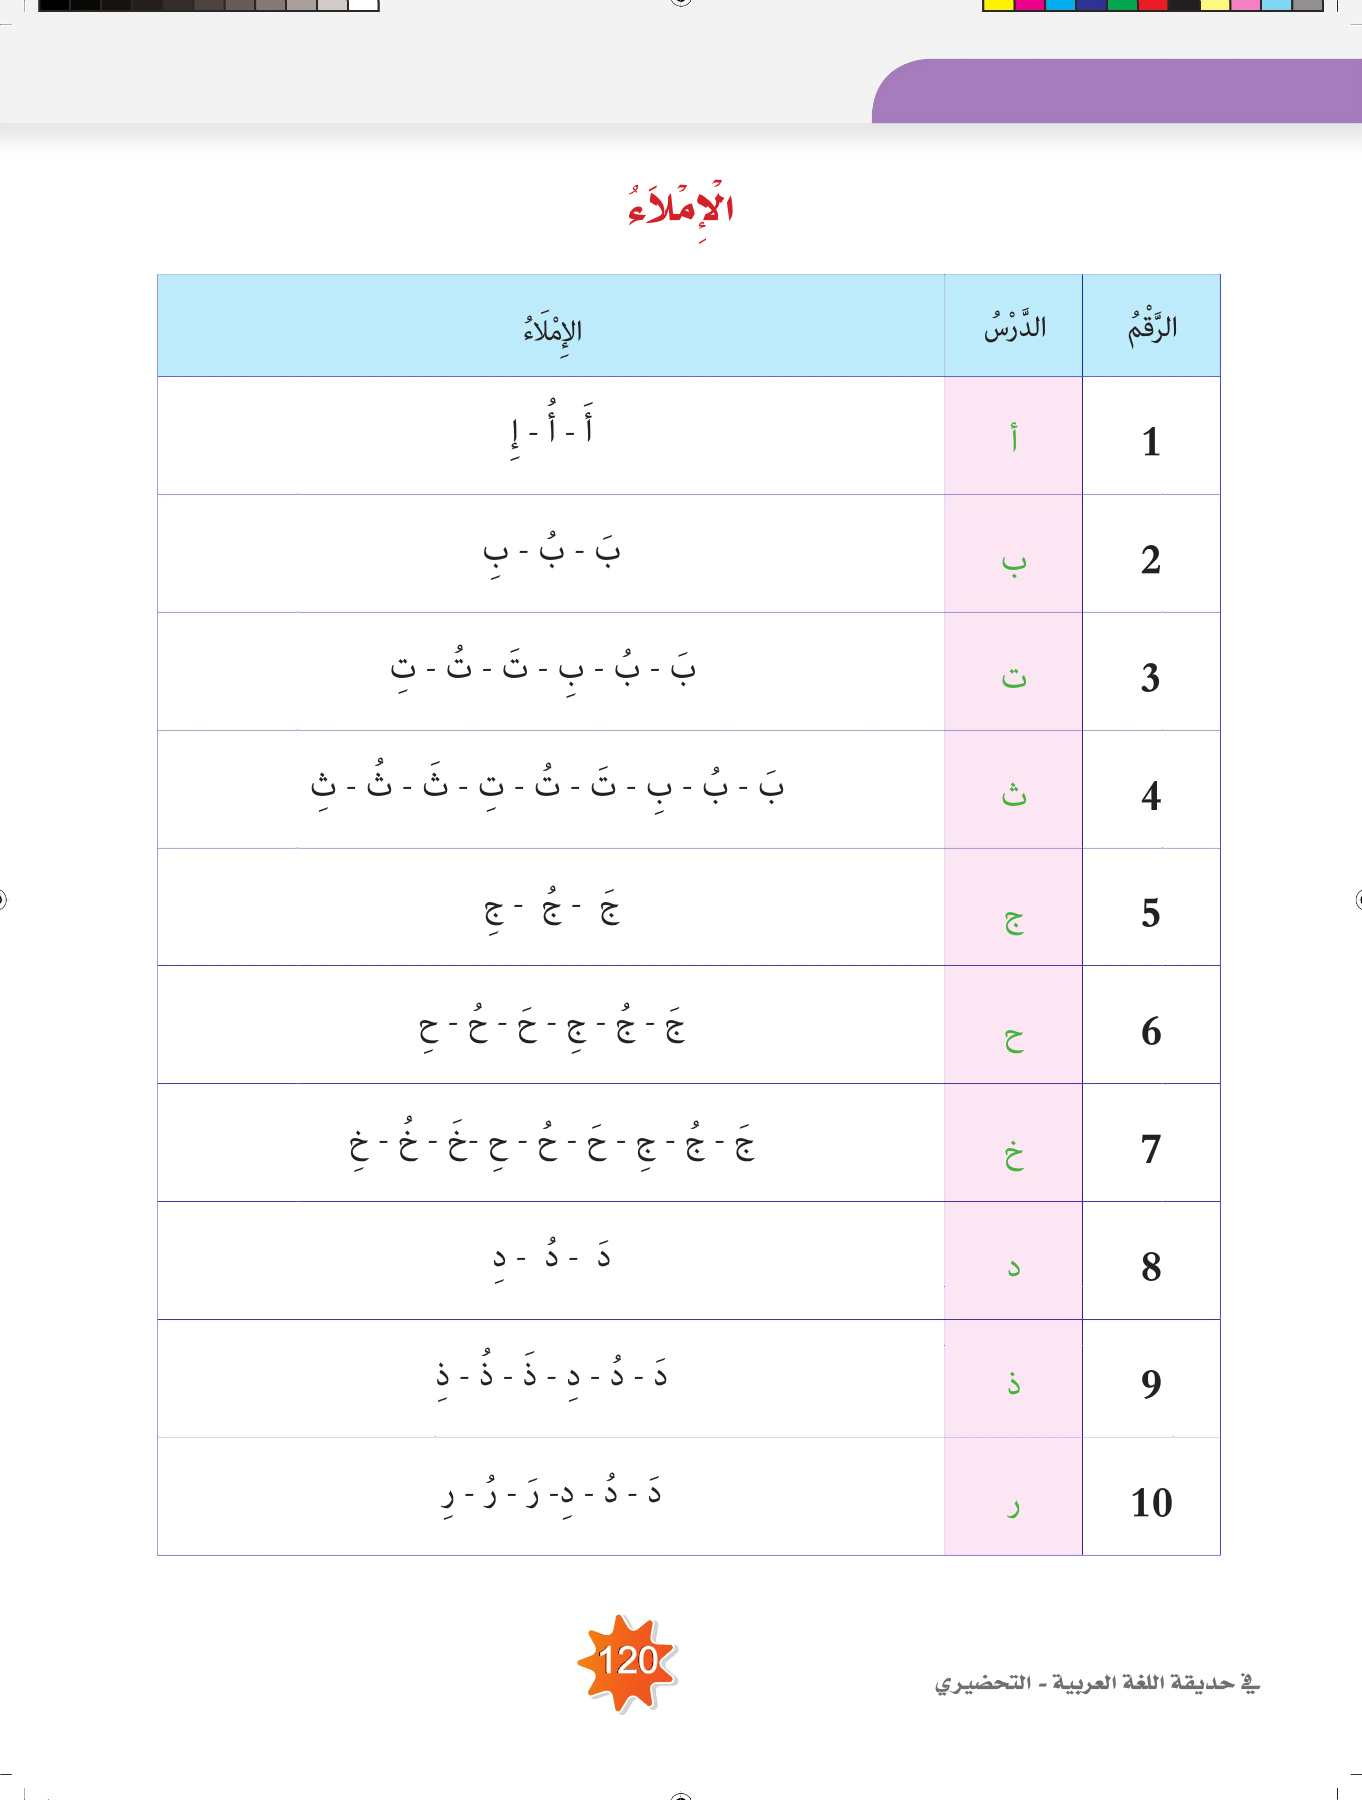 الْإِمْلَاءُ
الرَّقْمُ الدَّرْسُ الإِمْلَاءُ
1 أ أَ - أُ - إِ
2 ب بَ - بُ - بِ
3 ت بَ - بُ - بِ - تَ - تُ - تِ
4 ث بَ - بُ - بِ - تَ - تُ - تِ - ثَ - ثُ - ثِ
5 ج جَ - جُ - جِ
6 ح جَ - جُ - جِ - حَ - حُ - حِ
7 خ جَ - جُ - جِ - حَ - حُ - حِ -خَ - خُ - خِ
8 د دَ - دُ - دِ
9 ذ دَ - دُ - دِ - ذَ - ذُ - ذِ
10 ر دَ - دُ - دِ- رَ - رُ - رِ
في حديقة اللغة العربية - التحضيري
120